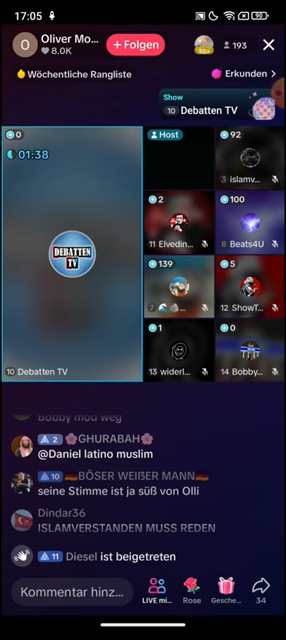 17:05
90
Oliver Mo...
8.0K
+ Folgen
30+
193
Wöchentliche Rangliste
Erkunden >
Show
10 Debatten TV
0
01:38
Host
92
3 islamv...
2
11 Elvedin...
100
8 Beats4U
DEBATTEN
TV
139
7
5
12 ShowT...
1
13 widerl...
0
14 Bobby...
10 Debatten TV
Bobby mod weg
2 🌸GHURABAH🌸
@Daniel latino muslim
10 🇩🇪BÖSER WEIßER MANN🇩🇪
seine Stimme ist ja süß von Olli
Dindar36
ISLAMVERSTANDEN MUSS REDEN
11 Diesel ist beigetreten
Kommentar hinz...
LIVE mi...
Rose
Gesche...
34